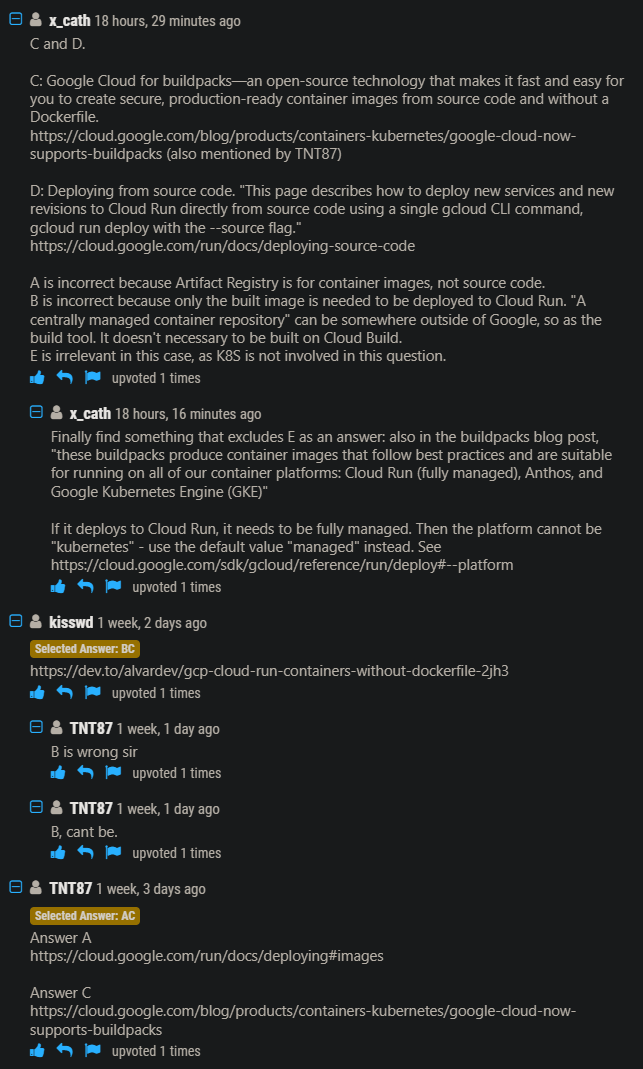 x_cath 18 hours, 29 minutes ago
C and D.
C: Google Cloud for buildpacks—an open-source technology that makes it fast and easy for
you to create secure, production-ready container images from source code and without a
Dockerfile.
https://cloud.google.com/blog/products/containers-kubernetes/google-cloud-now-
supports-buildpacks (also mentioned by TNT87)
D: Deploying from source code. "This page describes how to deploy new services and new
revisions to Cloud Run directly from source code using a single gcloud CLI command,
gcloud run deploy with the --source flag."
https://cloud.google.com/run/docs/deploying-source-code
A is incorrect because Artifact Registry is for container images, not source code.
B is incorrect because only the built image is needed to be deployed to Cloud Run. "A
centrally managed container repository" can be somewhere outside of Google, so as the
build tool. It doesn't necessary to be built on Cloud Build.
E is irrelevant in this case, as K8S is not involved in this question.
upvoted 1 times
x_cath 18 hours, 16 minutes ago
Finally find something that excludes E as an answer: also in the buildpacks blog post,
"these buildpacks produce container images that follow best practices and are suitable
for running on all of our container platforms: Cloud Run (fully managed), Anthos, and
Google Kubernetes Engine (GKE)"
If it deploys to Cloud Run, it needs to be fully managed. Then the platform cannot be
"kubernetes" - use the default value "managed" instead. See
https://cloud.google.com/sdk/gcloud/reference/run/deploy#--platform
upvoted 1 times
kisswd 1 week, 2 days ago
Selected Answer: BC
https://dev.to/alvardev/gcp-cloud-run-containers-without-dockerfile-2jh3
upvoted 1 times
TNT87 1 week, 1 day ago
B is wrong sir
upvoted 1 times
TNT87 1 week, 1 day ago
B, cant be.
upvoted 1 times
TNT87 1 week, 3 days ago
Selected Answer: AC
Answer A
https://cloud.google.com/run/docs/deploying#images
Answer C
https://cloud.google.com/blog/products/containers-kubernetes/google-cloud-now-
supports-buildpacks
upvoted 1 times